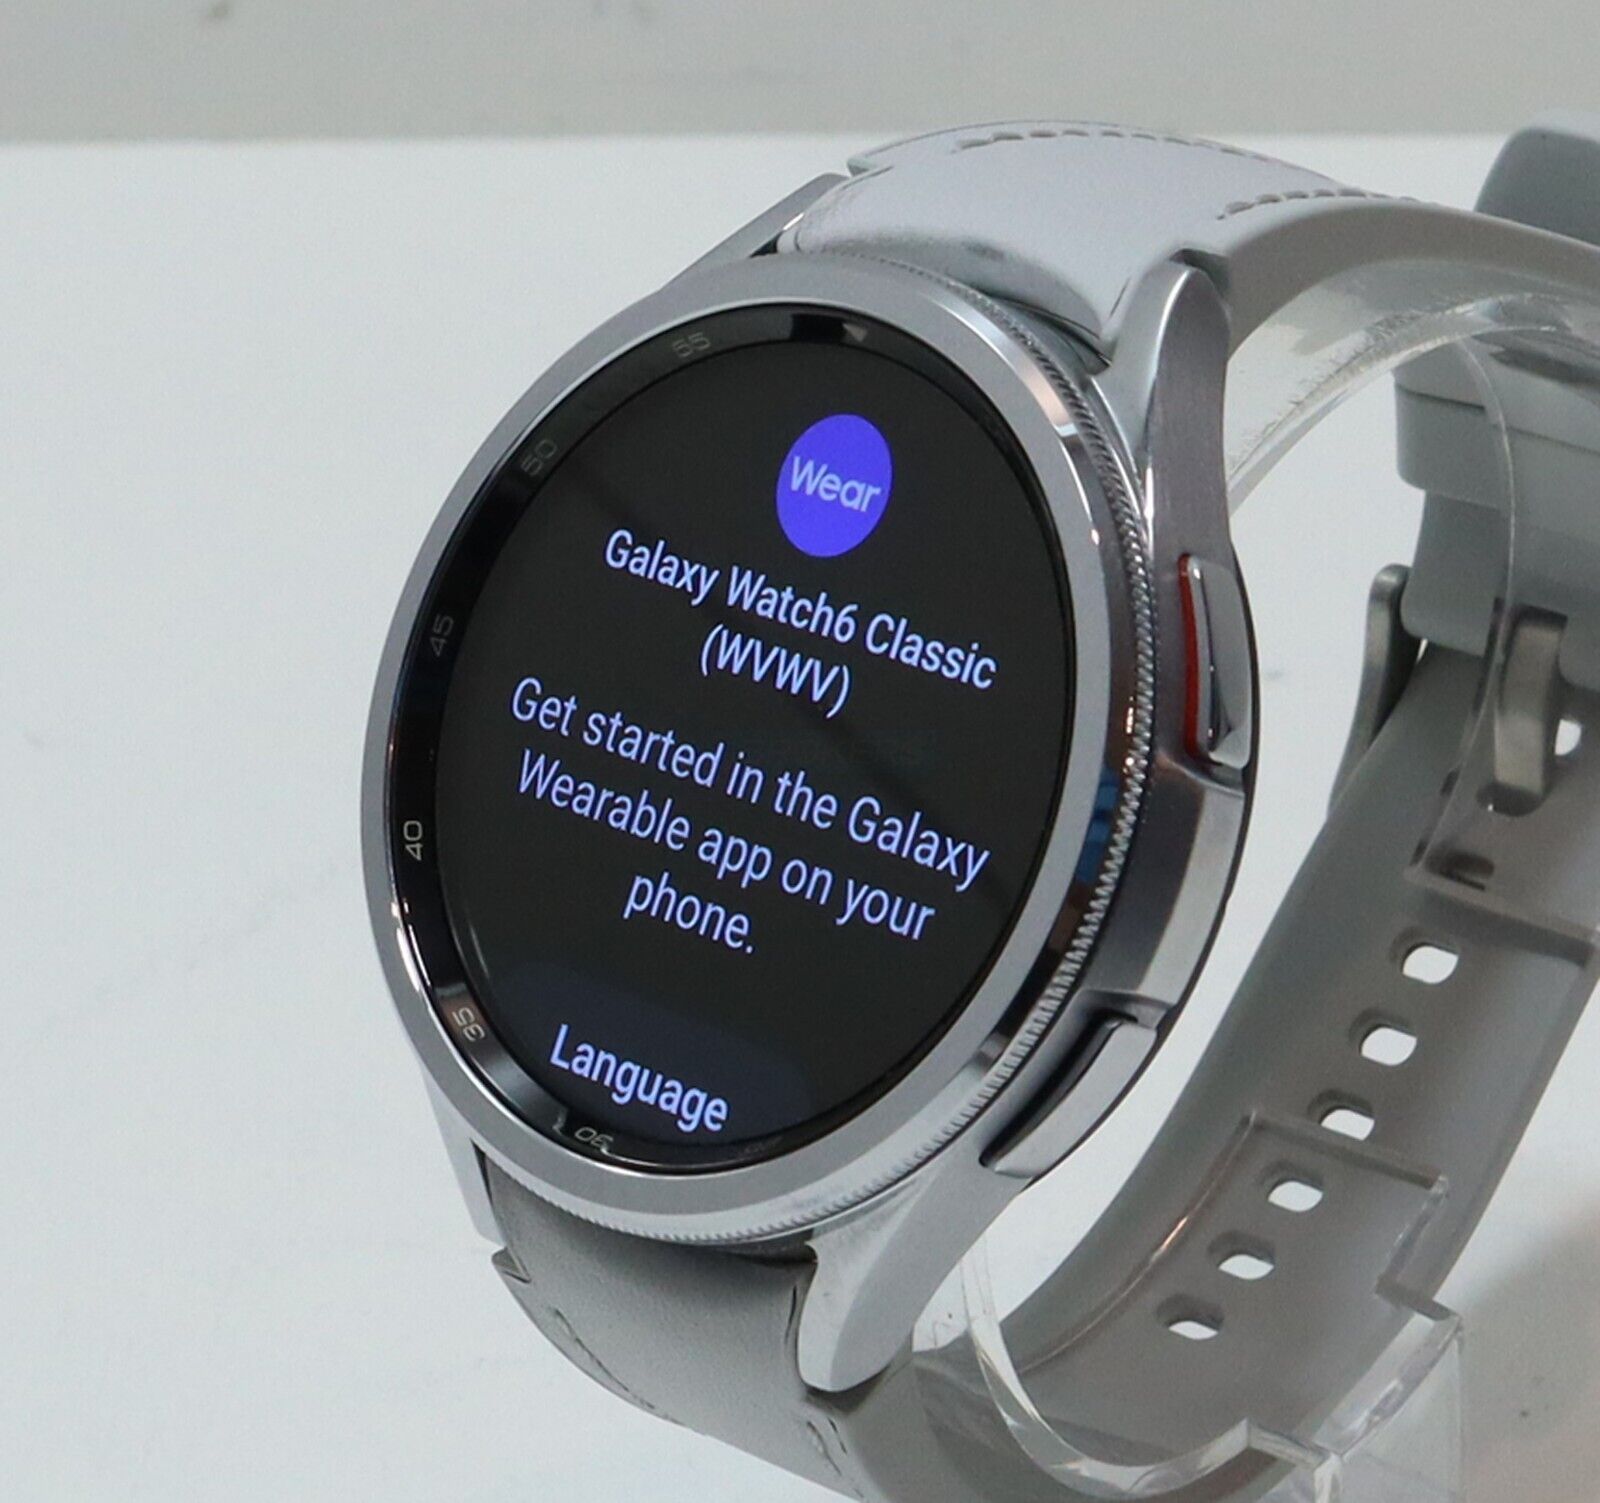 55
50
45
40
35
30
Wear
Galaxy Watch6 Classic
(WVWV)
Get started in the Galaxy
Wearable app on your
phone.
Language